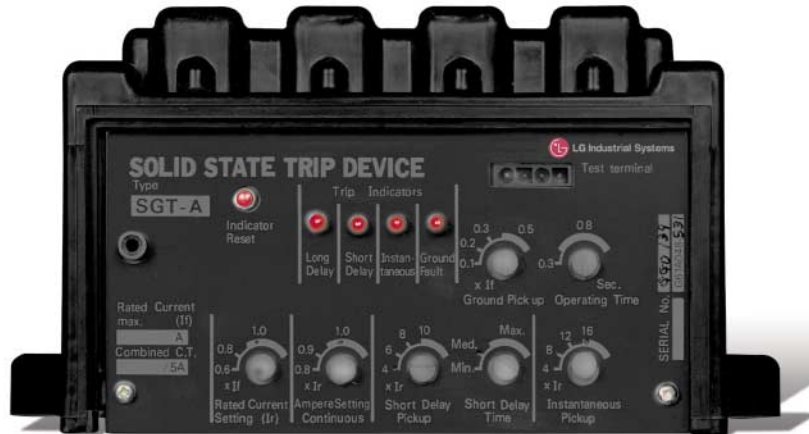 LG Industrial Systems
SOLID STATE TRIP DEVICE
Type
SGT-A
Indicator
Reset
Trip Indicators
Long
Delay
Short
Delay
Instan-
taneous
Ground
Fault
Test terminal
0.1
0.2
0.3
0.5
x If
Ground Pick up
0.3
0.8
Sec.
Operating Time
SERIAL No.
Rated Current
max. (If)
A
Combined C.T.
/5A
0.6
0.8
1.0
x If
Rated Current
Setting (Ir)
0.8
0.9
1.0
x Ir
Ampere Setting
Continuous
4
6
8
10
x Ir
Short Delay
Pickup
Min.
Med.
Max.
Short Delay
Time
4
8
12
16
x Ir
Instantaneous
Pickup